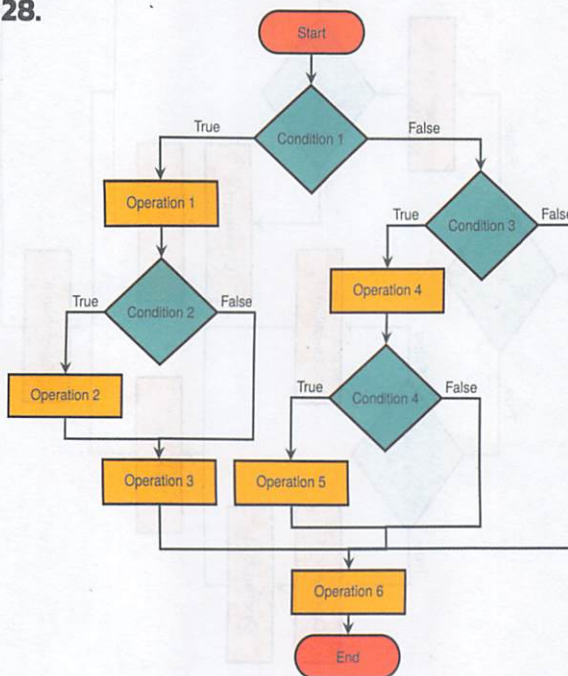 28.
Start
Condition 1
True
False
Operation 1
Condition 3
True
Operation 4
Condition 2
True
False
Operation 2
Condition 4
True
False
Operation 3
Operation 5
Operation 6
End